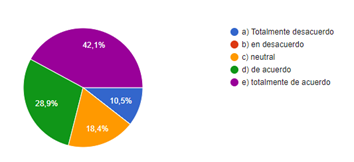 42,1%
28,9%
18,4%
10,5%
a) Totalmente desacuerdo
b) en desacuerdo
c) neutral
d) de acuerdo
e) totalmente de acuerdo